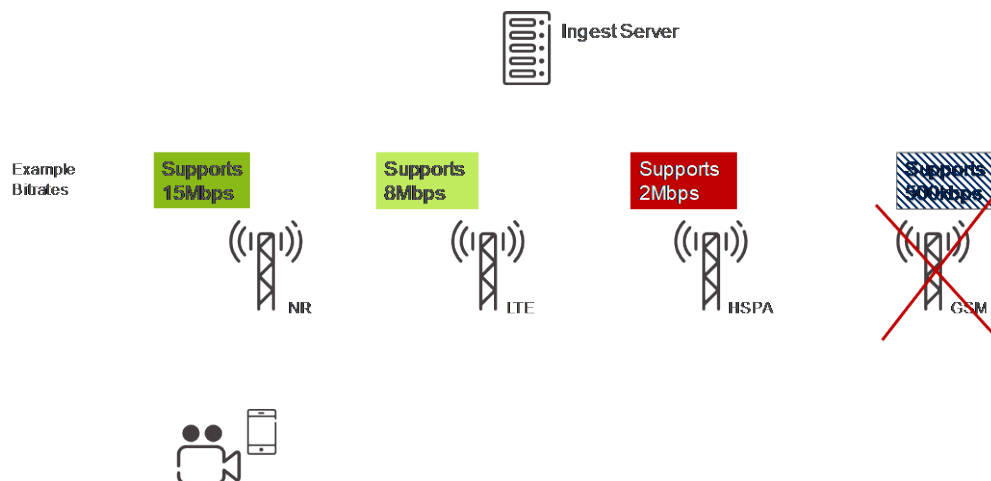 Ingest Server
Example
Bitrates
Supports
15Mbps
Supports
8Mbps
Supports
2Mbps
Supports
500kbps
NR
LTE
HSPA
GSM